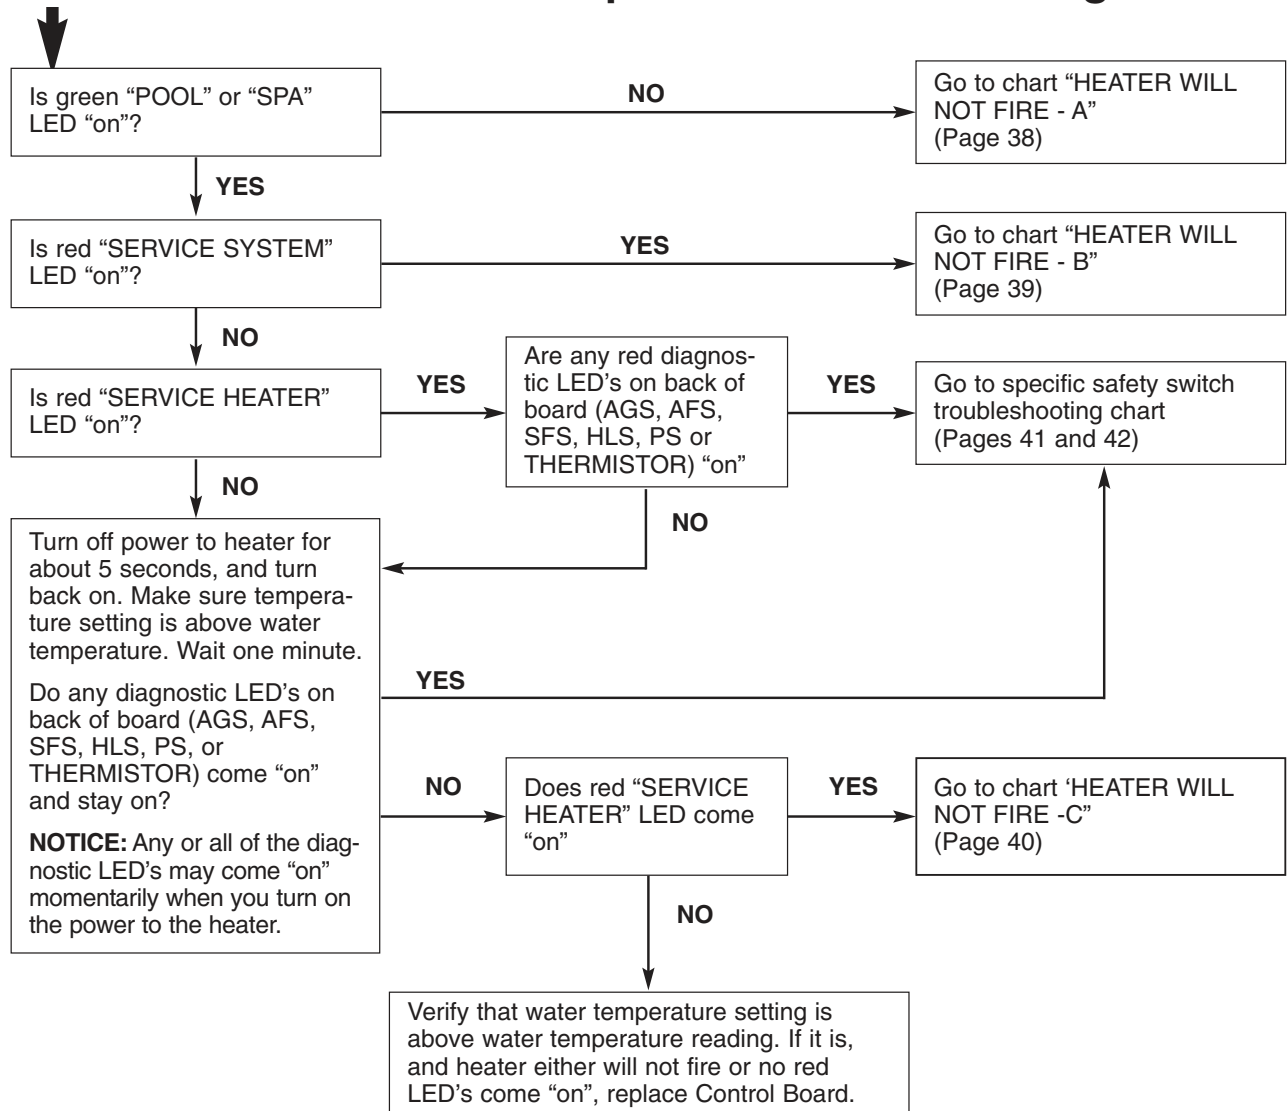 Is green “POOL” or “SPA”
LED “on”?
NO
Go to chart “HEATER WILL
NOT FIRE - A”
(Page 38)
YES
Is red “SERVICE SYSTEM”
LED “on”?
YES
Go to chart “HEATER WILL
NOT FIRE - B”
(Page 39)
NO
Is red “SERVICE HEATER”
LED “on”?
YES
Are any red diagnos-
tic LED's on back of
board (AGS, AFS,
SFS, HLS, PS or
THERMISTOR) “on”
YES
Go to specific safety switch
troubleshooting chart
(Pages 41 and 42)
NO
NO
Turn off power to heater for
about 5 seconds, and turn
back on. Make sure tempera-
ture setting is above water
temperature. Wait one minute.
Do any diagnostic LED's on
back of board (AGS, AFS,
SFS, HLS, PS, or
THERMISTOR) come “on”
and stay on?
NOTICE: Any or all of the diag-
nostic LED's may come “on”
momentarily when you turn on
the power to the heater.
YES
NO
Does red “SERVICE
HEATER” LED come
“on”
YES
Go to chart ‘HEATER WILL
NOT FIRE -C”
(Page 40)
NO
Verify that water temperature setting is
above water temperature reading. If it is,
and heater either will not fire or no red
LED's come “on”, replace Control Board.